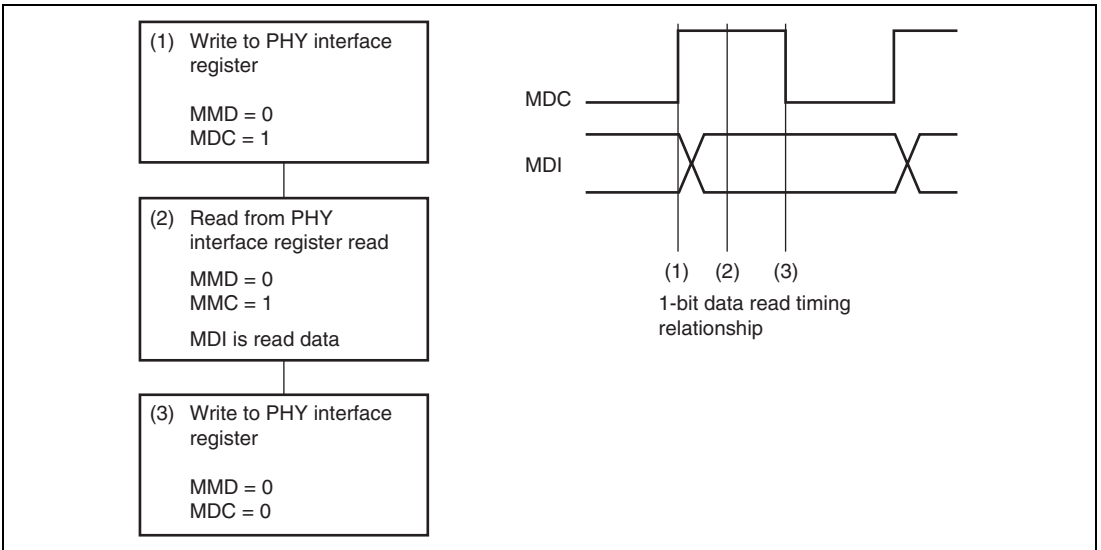 (1) Write to PHY interface
register
MMD = 0
MDC = 1
(2) Read from PHY
interface register read
MMD = 0
MMC = 1
MDI is read data
(3) Write to PHY interface
register
MMD = 0
MDC = 0
MDC
MDI
(1) (2) (3)
1-bit data read timing
relationship